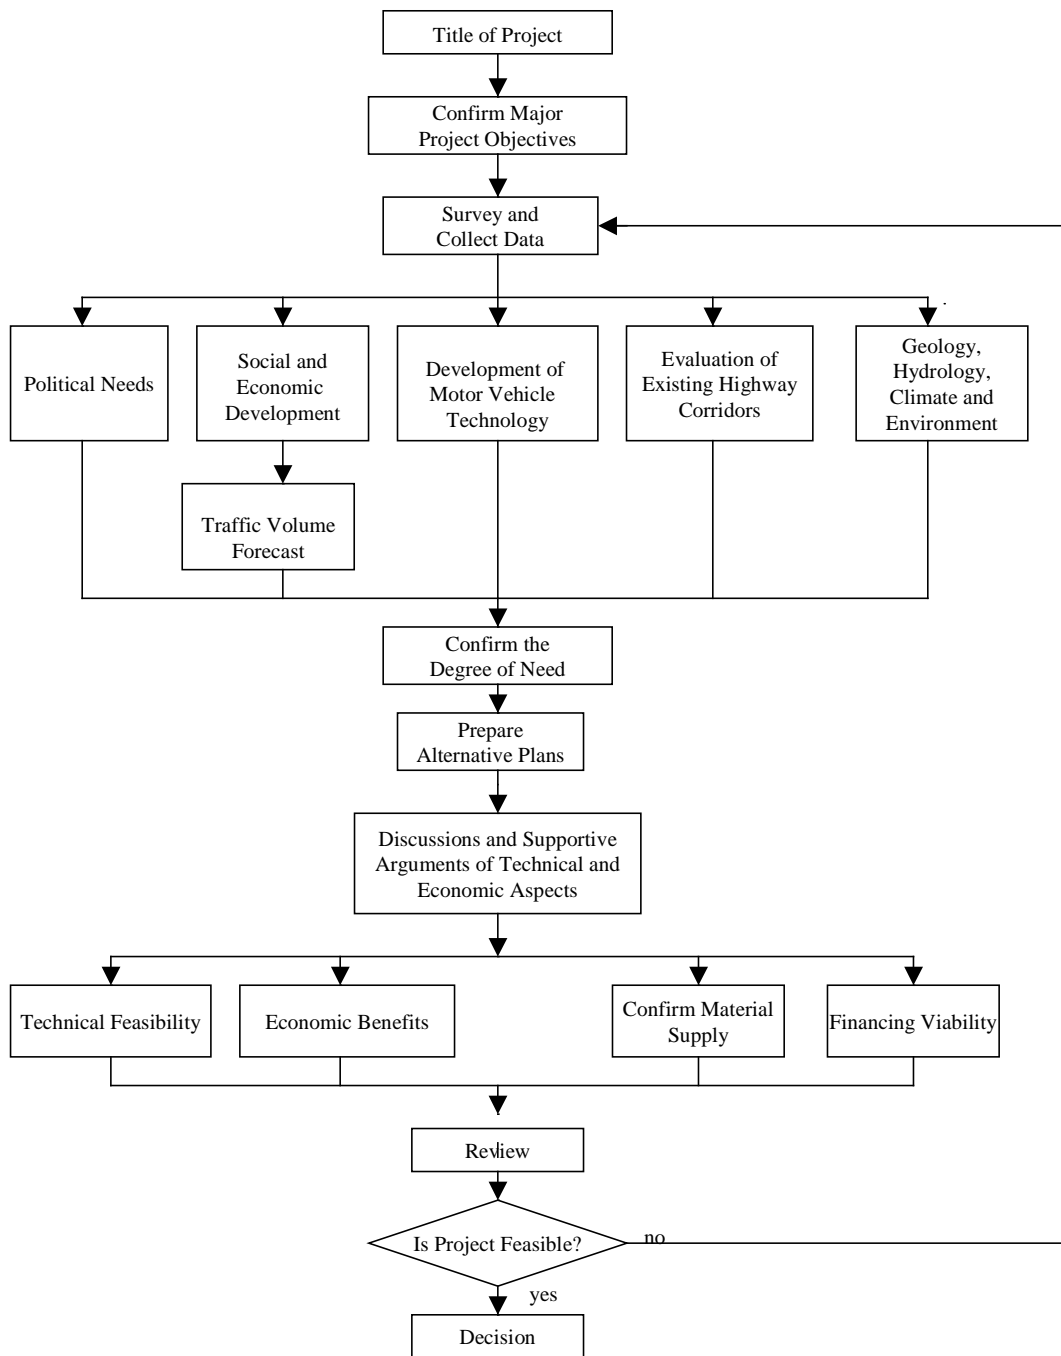 Title of Project
Confirm Major
Project Objectives
Survey and
Collect Data
Political Needs
Social and
Economic
Development
Development of
Motor Vehicle
Technology
Evaluation of
Existing Highway
Corridors
Geology,
Hydrology,
Climate and
Environment
Traffic Volume
Forecast
Confirm the
Degree of Need
Prepare
Alternative Plans
Discussions and Supportive
Arguments of Technical and
Economic Aspects
Technical Feasibility
Economic Benefits
Confirm Material
Supply
Financing Viability
Review
Is Project Feasible?
no
yes
Decision